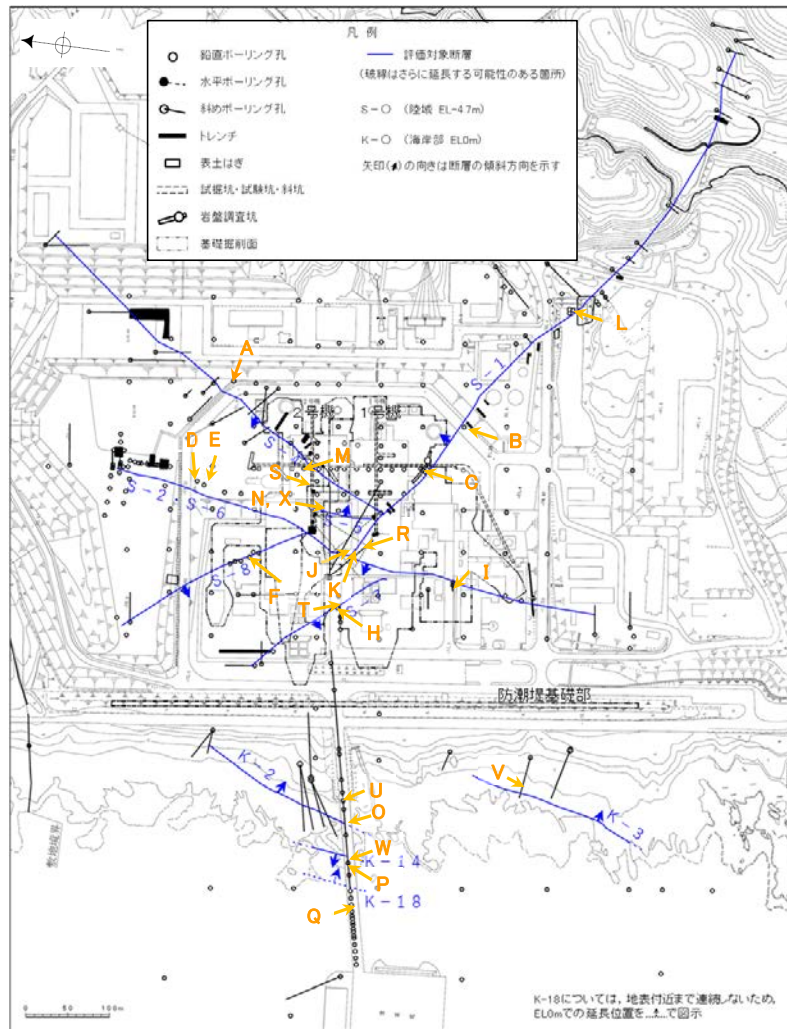 凡例
鉛直ボーリング孔
水平ボーリング孔
斜めボーリング孔
トレンチ
表土はぎ
試掘坑・試験坑・斜坑
岩盤調査坑
基礎掘削面
評価対象断層
(破線はさらに延長する可能性のある箇所)
S-○ (陸域 EL-47m)
K-○ (海岸部 EL0m)
矢印( )の向きは断層の傾斜方向を示す
L
A
S-1
2号機
1号機
B
D
E
S-4
M
S
G
S-2・S-6
N, X
S-5
R
J
K
I
S-8
F
T
S-7
H
防潮堤基礎部
K-2
V
U
O
K-3
敷地境界
W
K-14
P
K-18
Q
K-18については、地表付近まで連続しないため、
EL0mでの延長位置を…で図示
0 50 100m